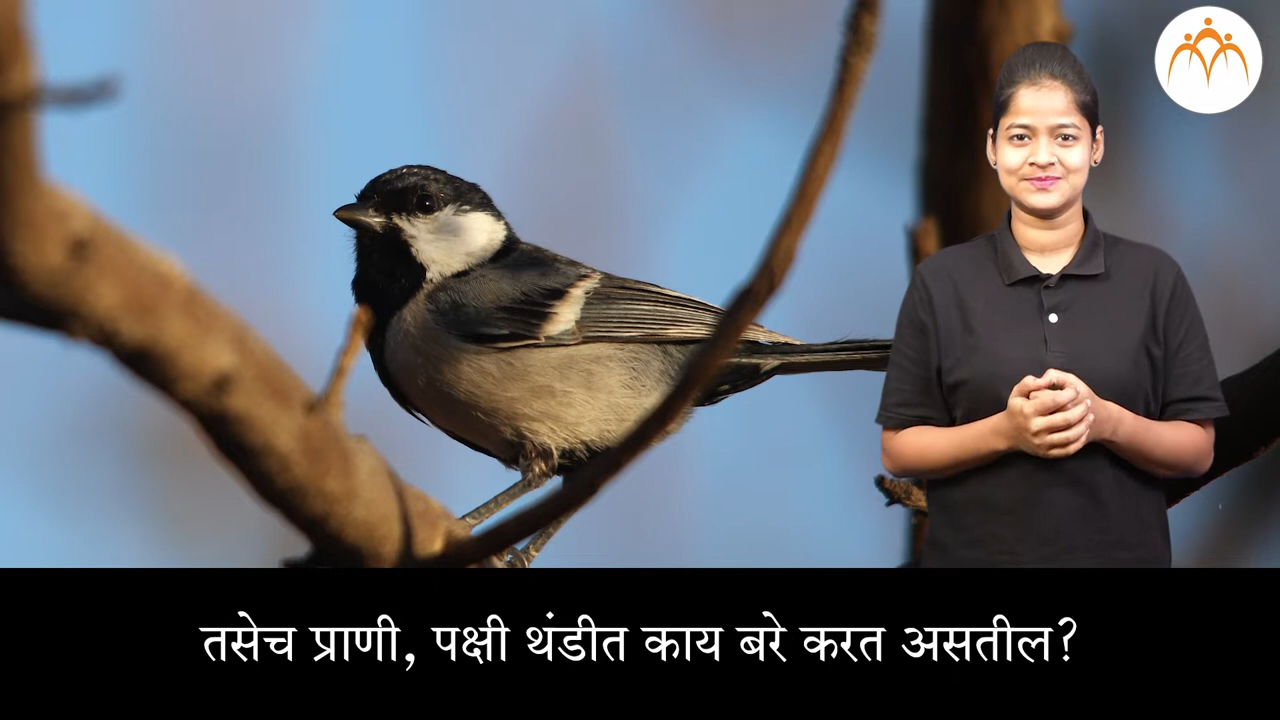 तसेच प्राणी, पक्षी थंडीत काय बरे करत असतील?